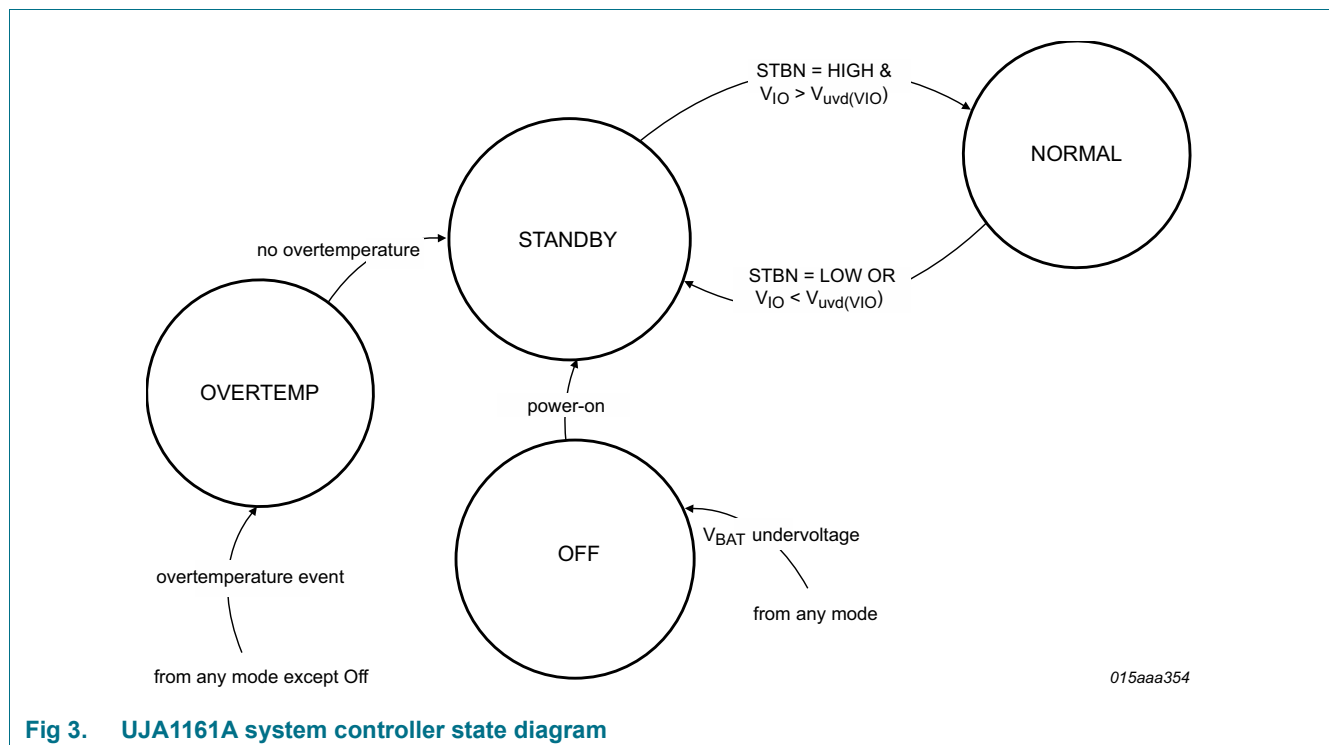 STBN = HIGH &
VIO > Vuvd(VIO)
NORMAL
STANDBY
no overtemperature
STBN = LOW OR
VIO < Vuvd(VIO)
OVERTEMP
power-on
VBAT undervoltage
OFF
overtemperature event
from any mode
from any mode except Off
015aaa354
Fig 3. UJA1161A system controller state diagram